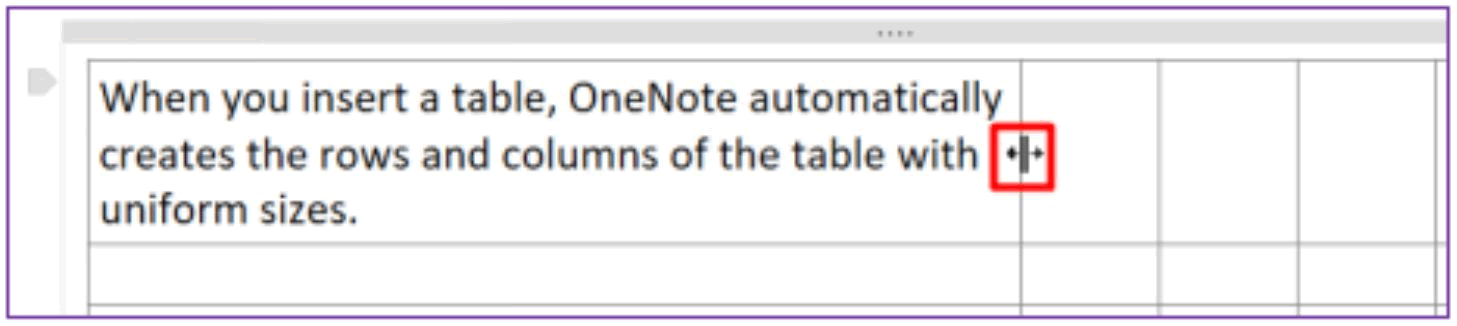 When you insert a table, OneNote automatically
creates the rows and columns of the table with
uniform sizes.